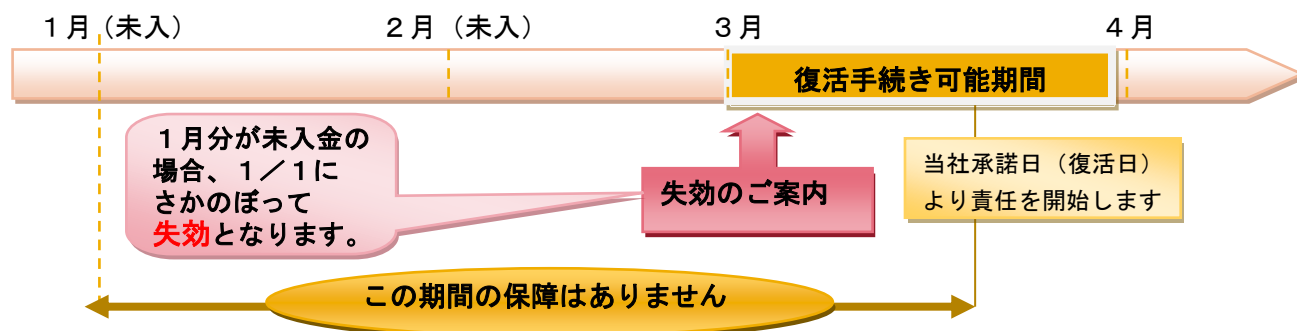 １月（未入）
２月（未入）
３月
４月
復活手続き可能期間
１月分が未入金の
場合、１／１に
さかのぼって
失効となります。
失効のご案内
当社承諾日（復活日）
より責任を開始します
この期間の保障はありません